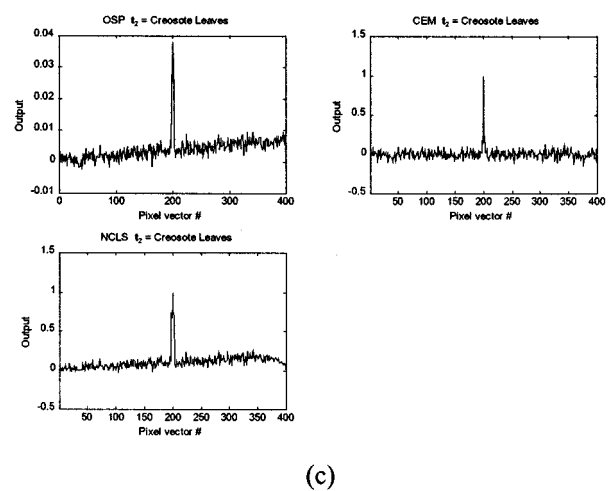 OSP t₂ = Creosote Leaves
0.04
0.03
0.02
0.01
0
-0.01
Output
0 100 200 300 400
Pixel vector #
CEM t₂ = Creosote Leaves
1.5
1
0.5
0
-0.5
Output
50 100 150 200 250 300 350 400
Pixel vector #
NCLS t₂ = Creosote Leaves
1.5
1
0.5
0
-0.5
Output
50 100 150 200 250 300 350 400
Pixel vector #
(c)